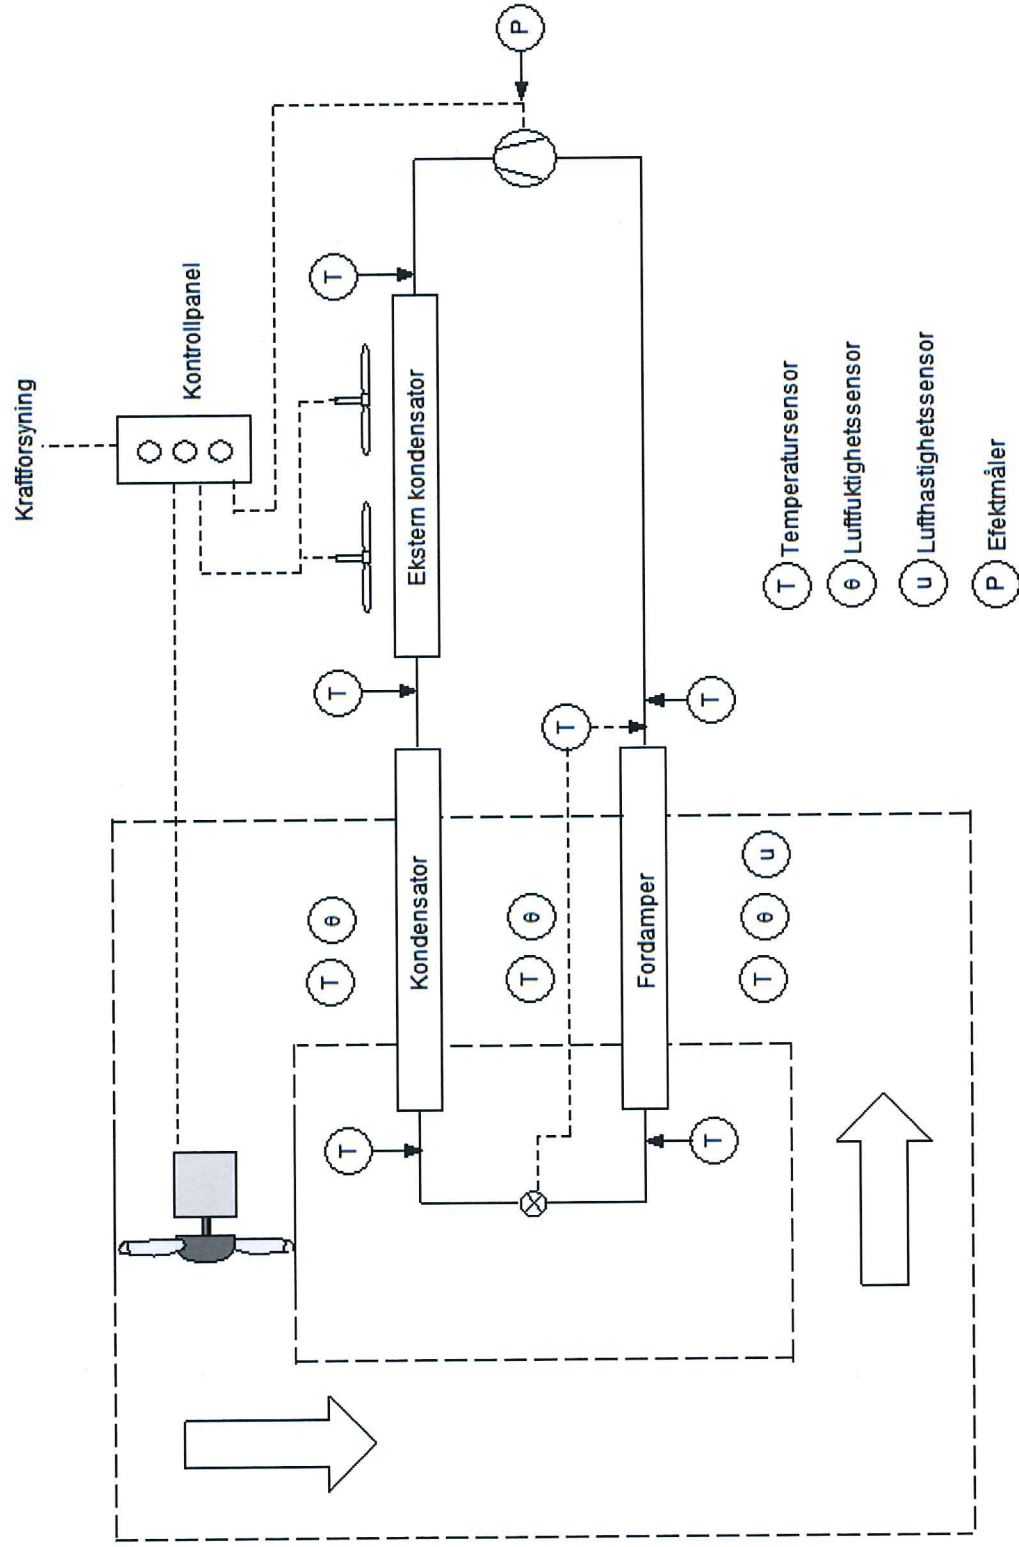 Kraftforsyning
Kontrollpanel
P
T
Ekstern kondensator
T
T
T
Kondensator
T θ
T θ
Fordamper
T θ u
T
T
T Temperatursensor
θ Luftfuktighetssensor
u Lufthastighetssensor
P Efektmåler